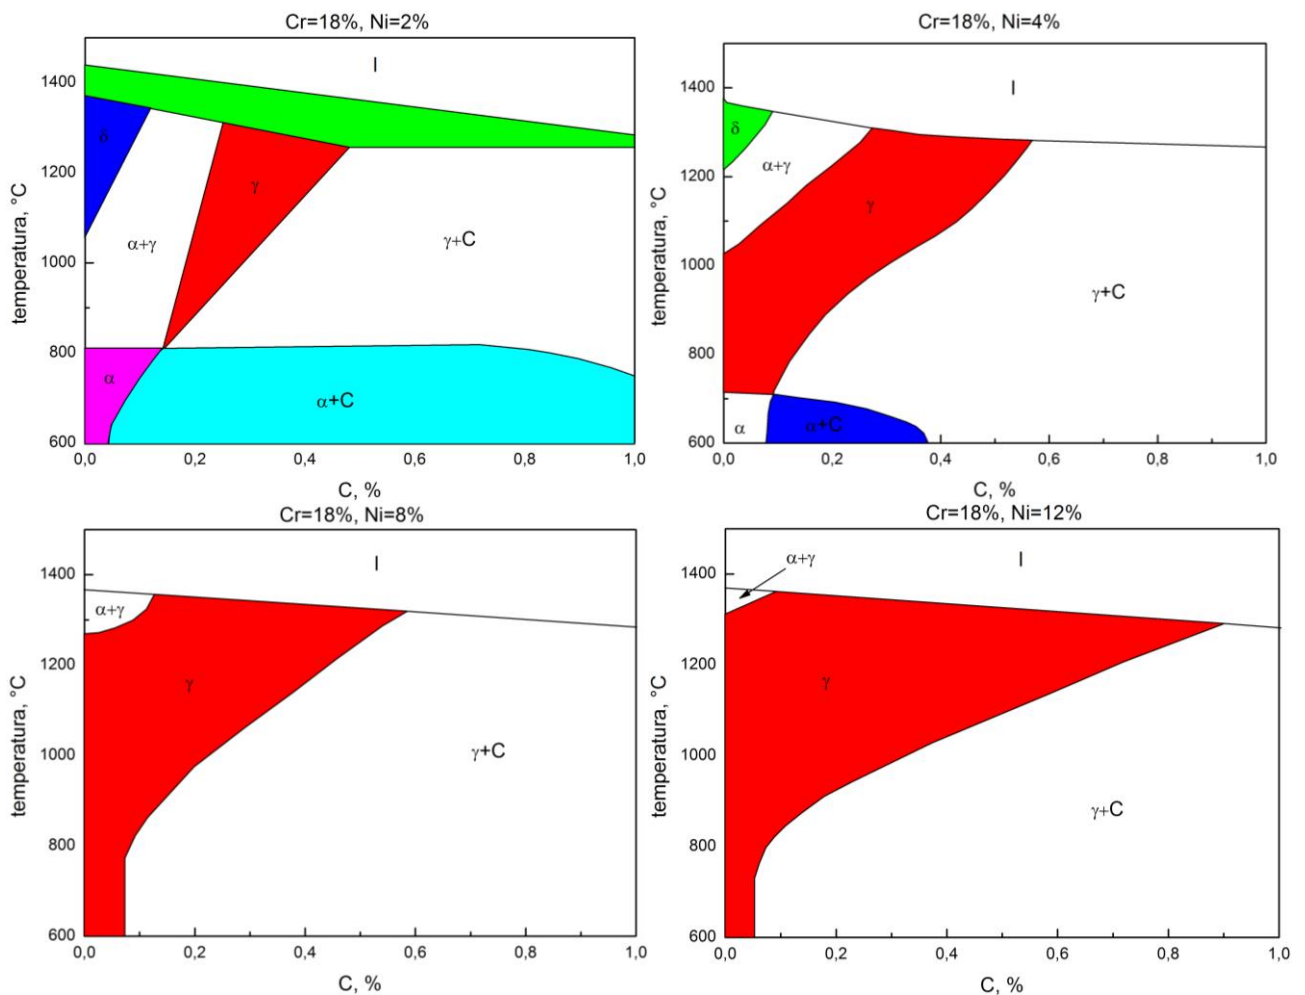 Cr=18%, Ni=2%
l
δ
γ
α+γ
γ+C
α
α+C
temperatura, °C
1400
1200
1000
800
600
0,0
0,2
0,4
0,6
0,8
1,0
C, %
Cr=18%, Ni=4%
l
δ
α+γ
γ
γ+C
α
α+C
temperatura, °C
1400
1200
1000
800
600
0,0
0,2
0,4
0,6
0,8
1,0
C, %
Cr=18%, Ni=8%
l
α+γ
γ
γ+C
temperatura, °C
1400
1200
1000
800
600
0,0
0,2
0,4
0,6
0,8
1,0
C, %
Cr=18%, Ni=12%
α+γ
l
γ
γ+C
temperatura, °C
1400
1200
1000
800
600
0,0
0,2
0,4
0,6
0,8
1,0
C, %